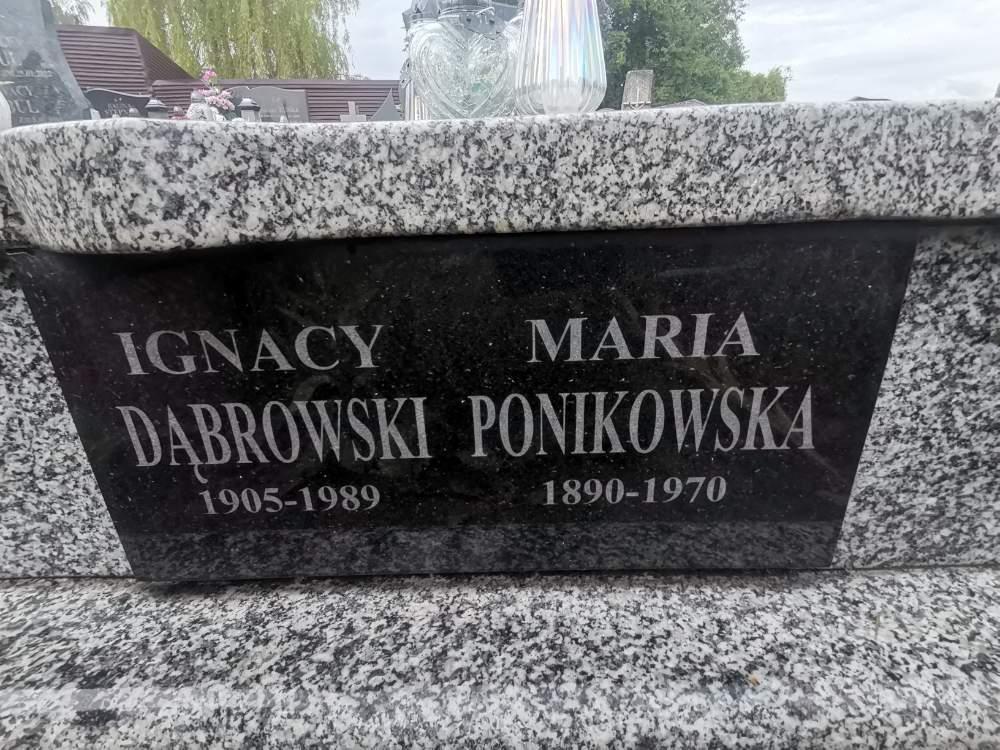 IGNACY
DĄBROWSKI
1905-1989
MARIA
PONIKOWSKA
1890-1970